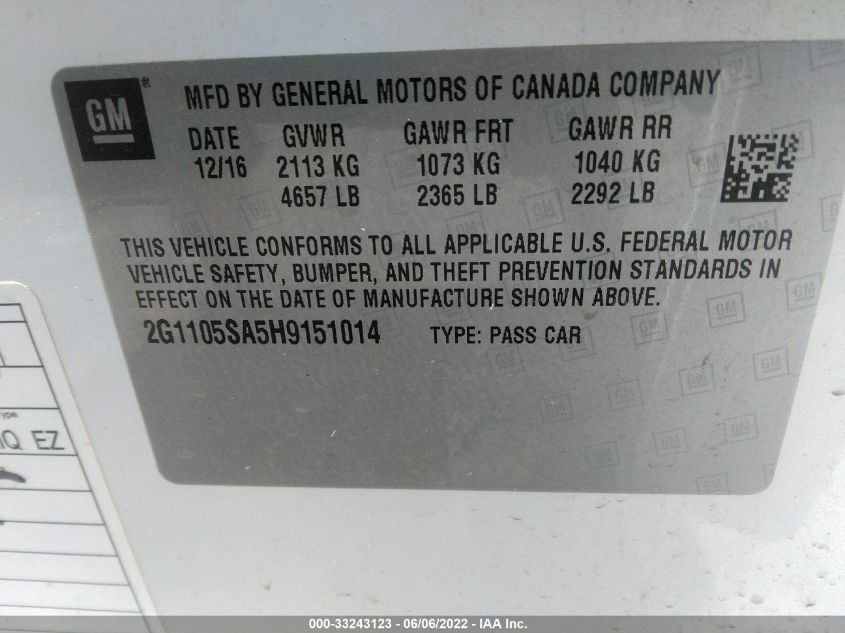 GM ®
MFD BY GENERAL MOTORS OF CANADA COMPANY
DATE GVWR GAWR FRT GAWR RR
12/16 2113 KG 1073 KG 1040 KG
4657 LB 2365 LB 2292 LB
THIS VEHICLE CONFORMS TO ALL APPLICABLE U.S. FEDERAL MOTOR
VEHICLE SAFETY, BUMPER, AND THEFT PREVENTION STANDARDS IN
EFFECT ON THE DATE OF MANUFACTURE SHOWN ABOVE.
2G1105SA5H9151014 TYPE: PASS CAR
EZ
000-33243123 - 06/06/2022 - IAA Inc.